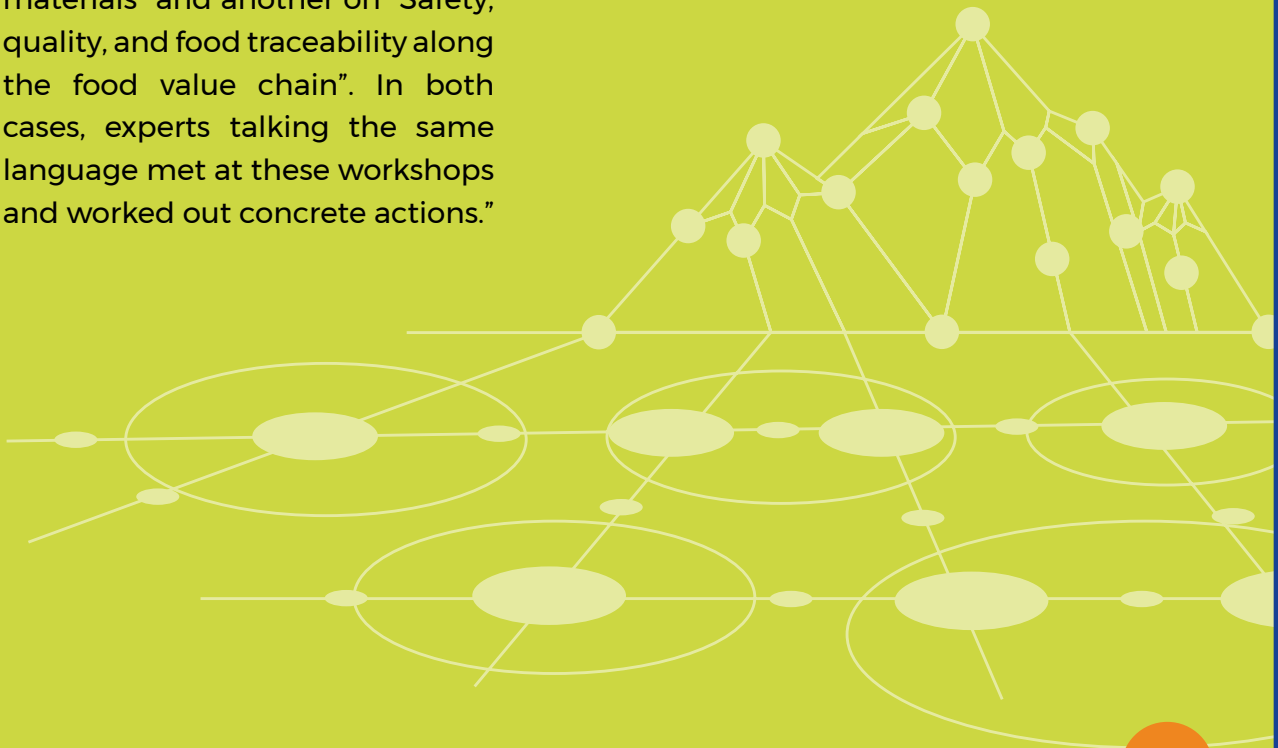 materials” and another on “Safety,
quality, and food traceability along
the food value chain”. In both
cases, experts talking the same
language met at these workshops
and worked out concrete actions.”